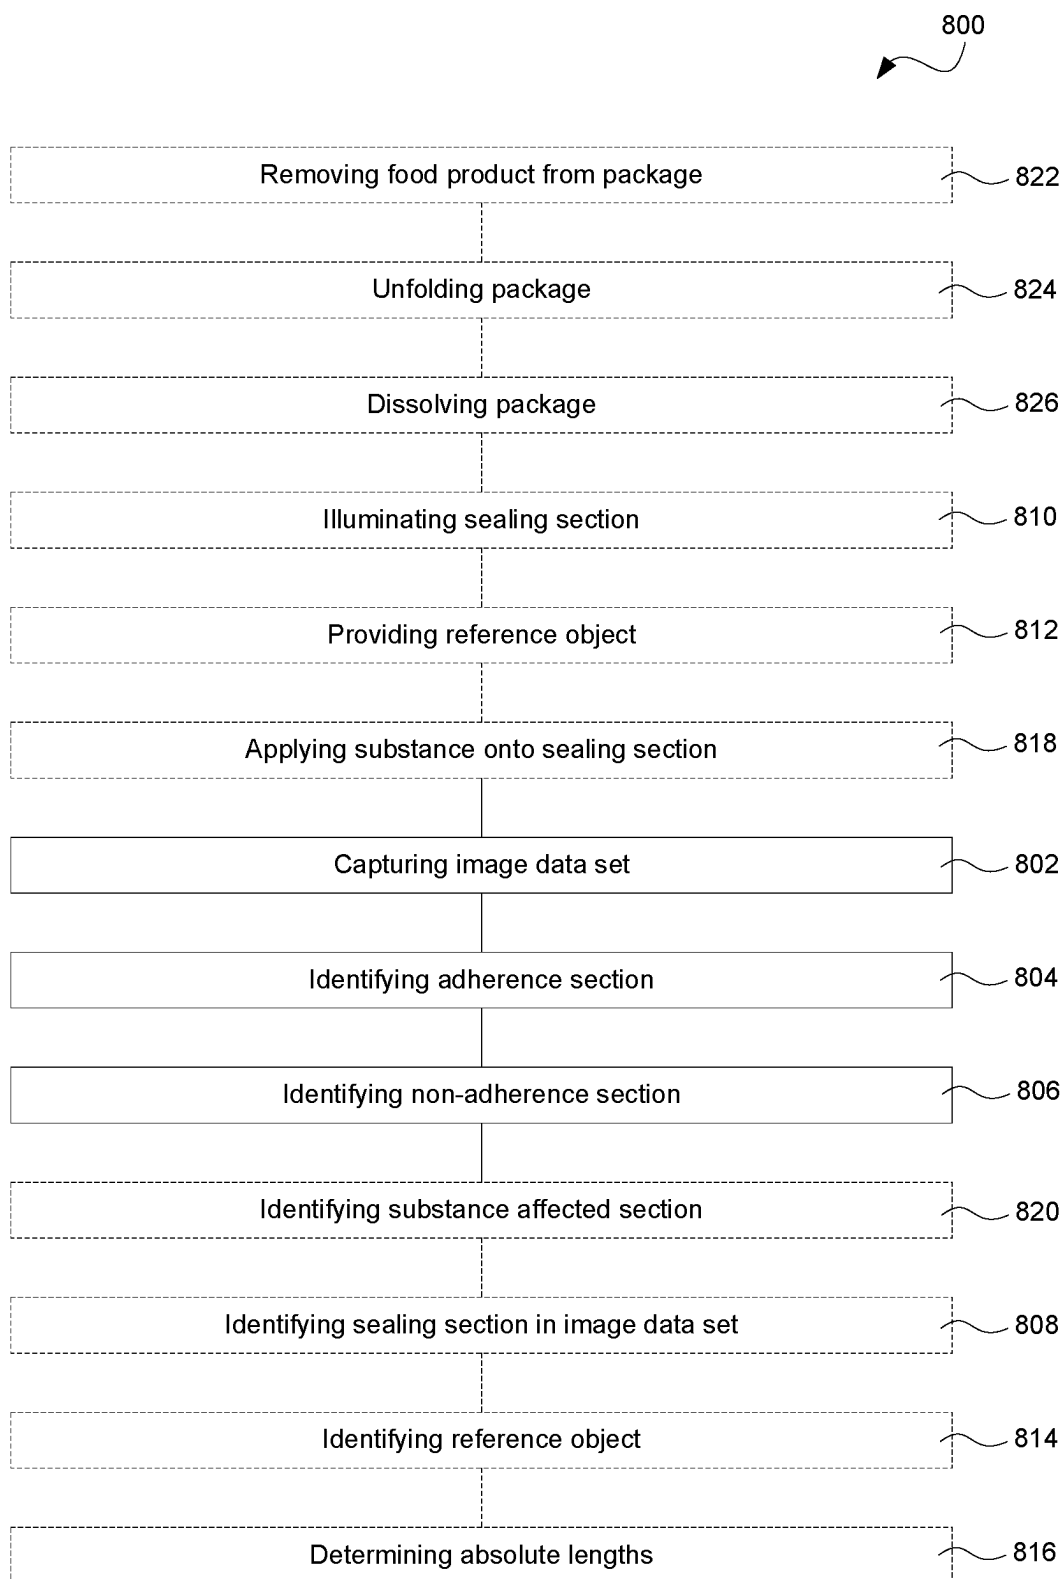 800
Removing food product from package 822
Unfolding package 824
Dissolving package 826
Illuminating sealing section 810
Providing reference object 812
Applying substance onto sealing section 818
Capturing image data set 802
Identifying adherence section 804
Identifying non-adherence section 806
Identifying substance affected section 820
Identifying sealing section in image data set 808
Identifying reference object 814
Determining absolute lengths 816